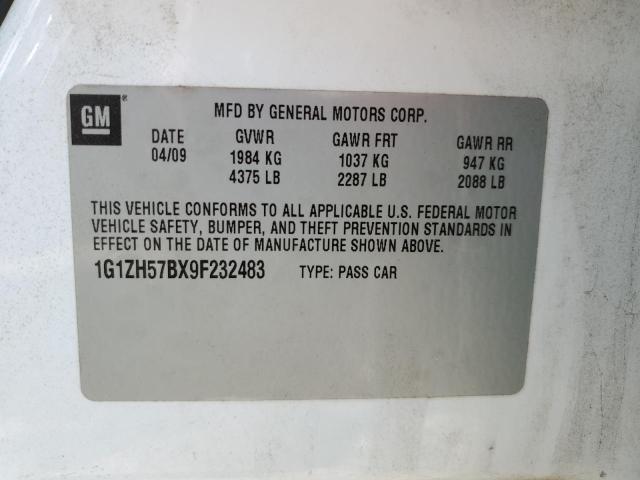 GM® MFD BY GENERAL MOTORS CORP.
DATE GVWR GAWR FRT GAWR RR
04/09 1984 KG 1037 KG 947 KG
4375 LB 2287 LB 2088 LB
THIS VEHICLE CONFORMS TO ALL APPLICABLE U.S. FEDERAL MOTOR
VEHICLE SAFETY, BUMPER, AND THEFT PREVENTION STANDARDS IN
EFFECT ON THE DATE OF MANUFACTURE SHOWN ABOVE.
1G1ZH57BX9F232483 TYPE: PASS CAR